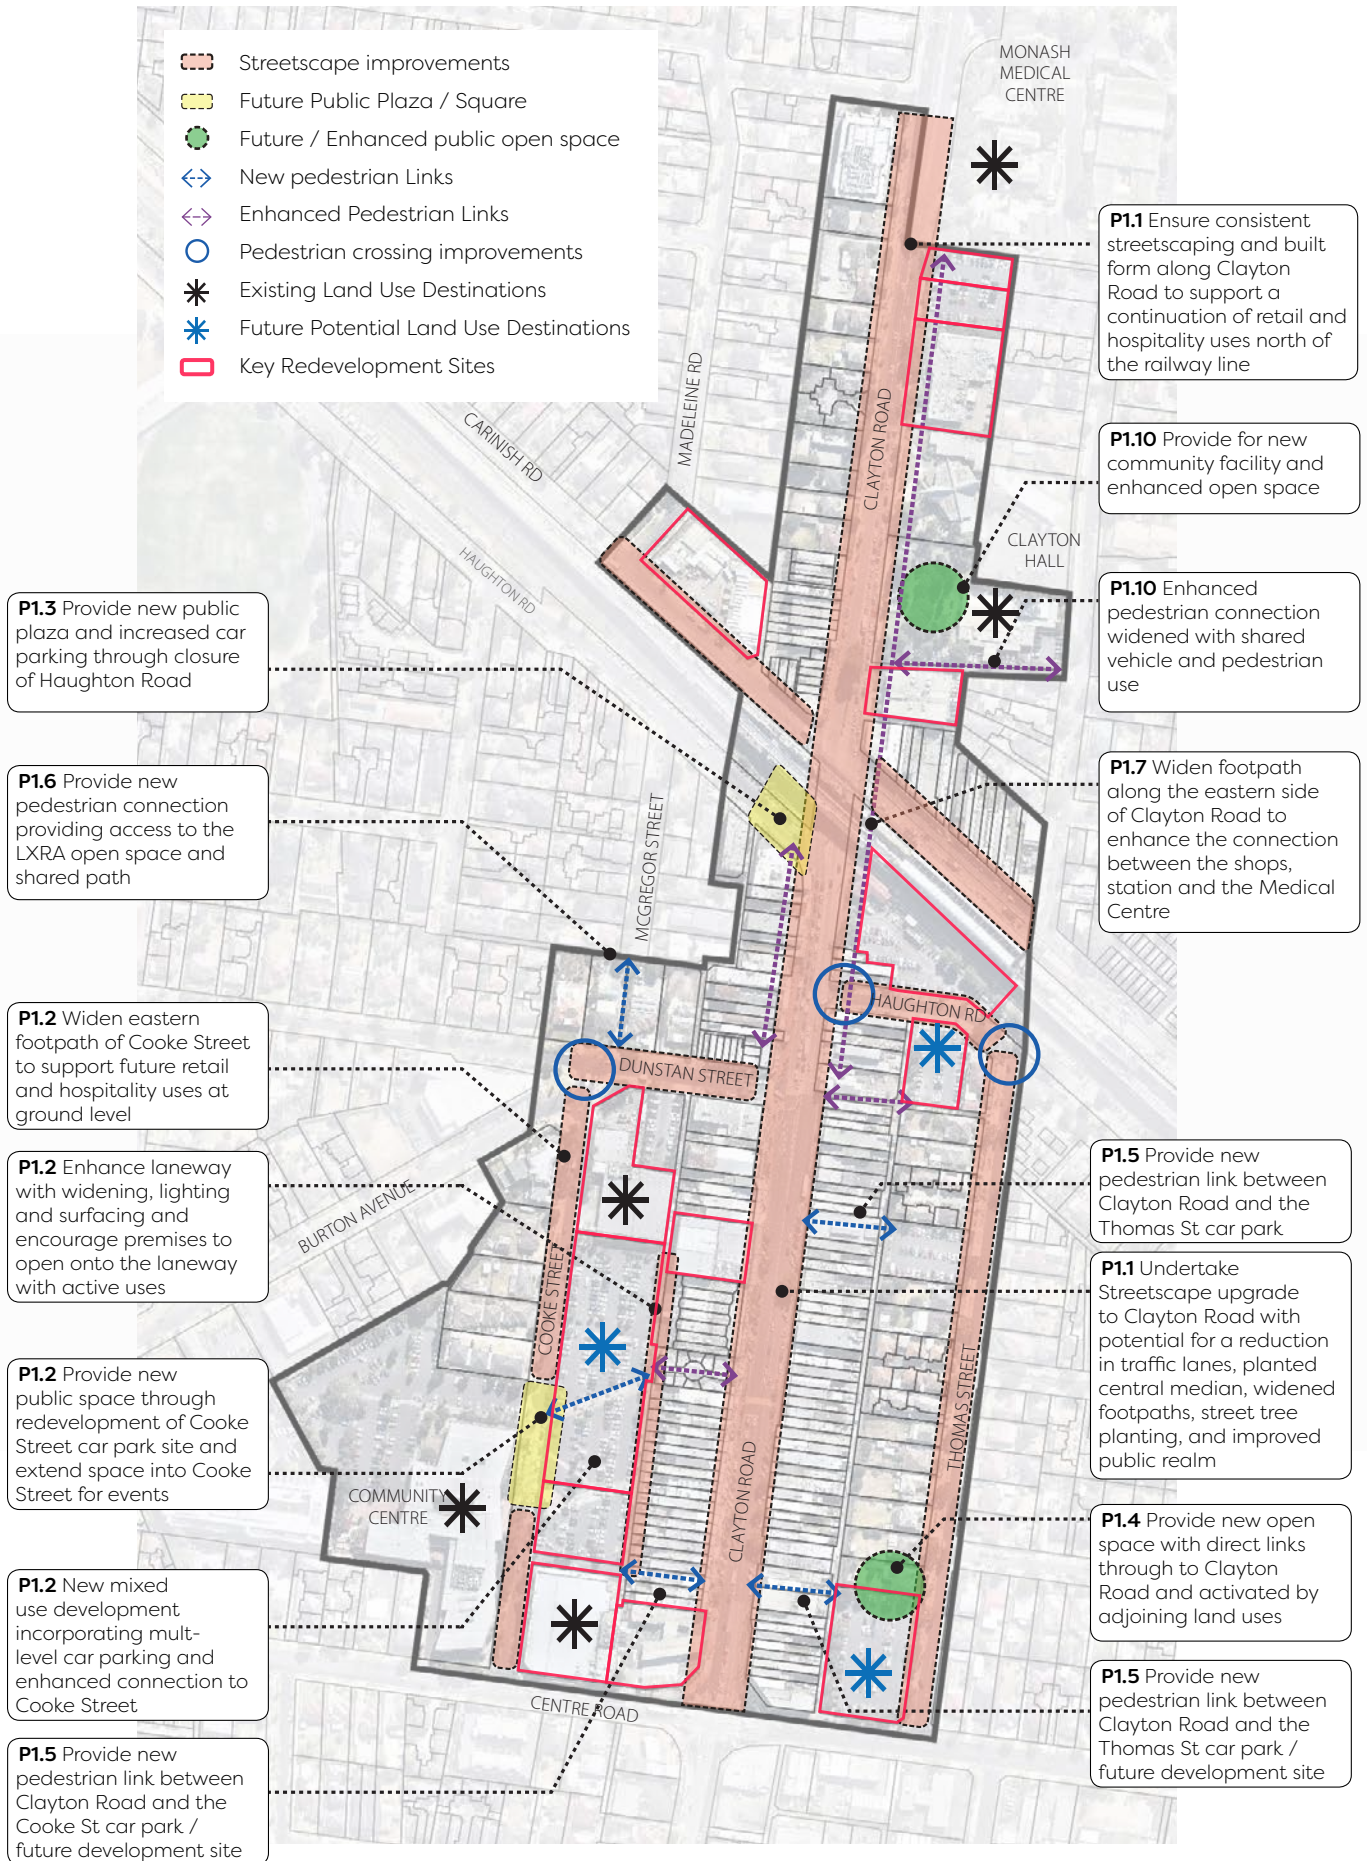 Streetscape improvements
Future Public Plaza / Square
Future / Enhanced public open space
New pedestrian Links
Enhanced Pedestrian Links
Pedestrian crossing improvements
Existing Land Use Destinations
Future Potential Land Use Destinations
Key Redevelopment Sites
MONASH
MEDICAL
CENTRE
P1.1 Ensure consistent
streetscaping and built
form along Clayton
Road to support a
continuation of retail and
hospitality uses north of
the railway line
P1.10 Provide for new
community facility and
enhanced open space
P1.10 Enhanced
pedestrian connection
widened with shared
vehicle and pedestrian
use
P1.7 Widen footpath
along the eastern side
of Clayton Road to
enhance the connection
between the shops,
station and the Medical
Centre
P1.5 Provide new
pedestrian link between
Clayton Road and the
Thomas St car park
P1.1 Undertake
Streetscape upgrade
to Clayton Road with
potential for a reduction
in traffic lanes, planted
central median, widened
footpaths, street tree
planting, and improved
public realm
P1.4 Provide new open
space with direct links
through to Clayton
Road and activated by
adjoining land uses
P1.5 Provide new
pedestrian link between
Clayton Road and the
Thomas St car park /
future development site
P1.3 Provide new public
plaza and increased car
parking through closure
of Haughton Road
P1.6 Provide new
pedestrian connection
providing access to the
LXRA open space and
shared path
P1.2 Widen eastern
footpath of Cooke Street
to support future retail
and hospitality uses at
ground level
P1.2 Enhance laneway
with widening, lighting
and surfacing and
encourage premises to
open onto the laneway
with active uses
P1.2 Provide new
public space through
redevelopment of Cooke
Street car park site and
extend space into Cooke
Street for events
P1.2 New mixed
use development
incorporating mult-
level car parking and
enhanced connection to
Cooke Street
P1.5 Provide new
pedestrian link between
Clayton Road and the
Cooke St car park /
future development site
MADELEINE RD
CARINISH RD
HAUGHTON RD
CLAYTON ROAD
CLAYTON
HALL
MCGREGOR STREET
HAUGHTON RD
DUNSTAN STREET
BURTON AVENUE
COOKE STREET
THOMAS STREET
CLAYTON ROAD
COMMUNITY
CENTRE
CENTRE ROAD